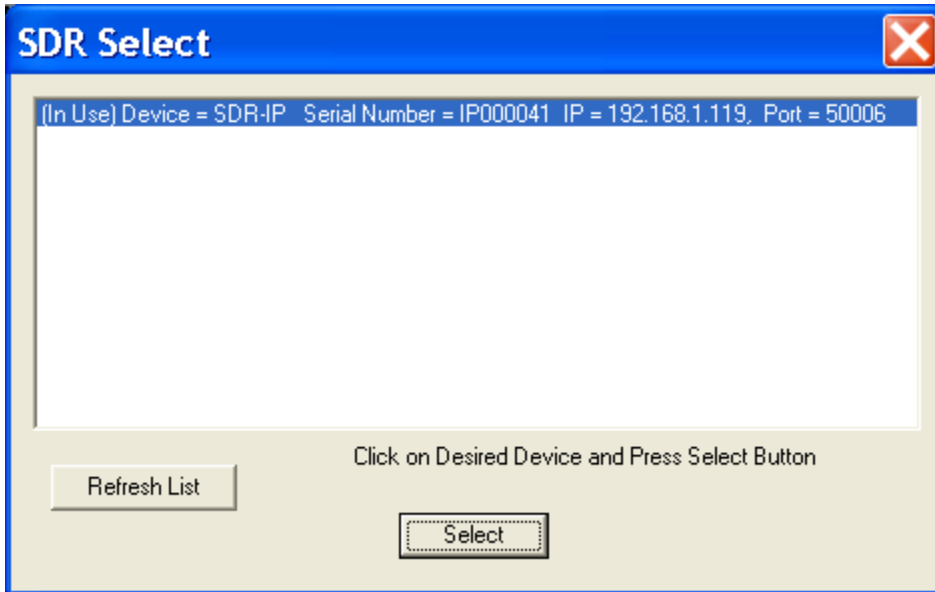 SDR Select
(In Use) Device = SDR-IP Serial Number = IP000041 IP = 192.168.1.119, Port = 50006
Click on Desired Device and Press Select Button
Refresh List
Select